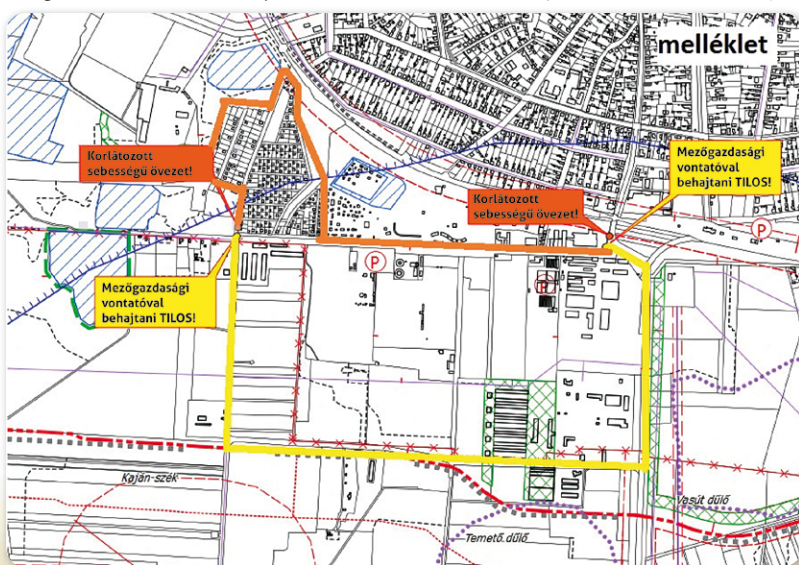 melléklet
Korlátozott
sebességű övezet!
Mezőgazdasági
vontatóval
behajtani TILOS!
Korlátozott
sebességű övezet!
P
P
Mezőgazdasági
vontatóval
behajtani TILOS!
Kaján-szék
Vasút dűlő
Temető dűlő